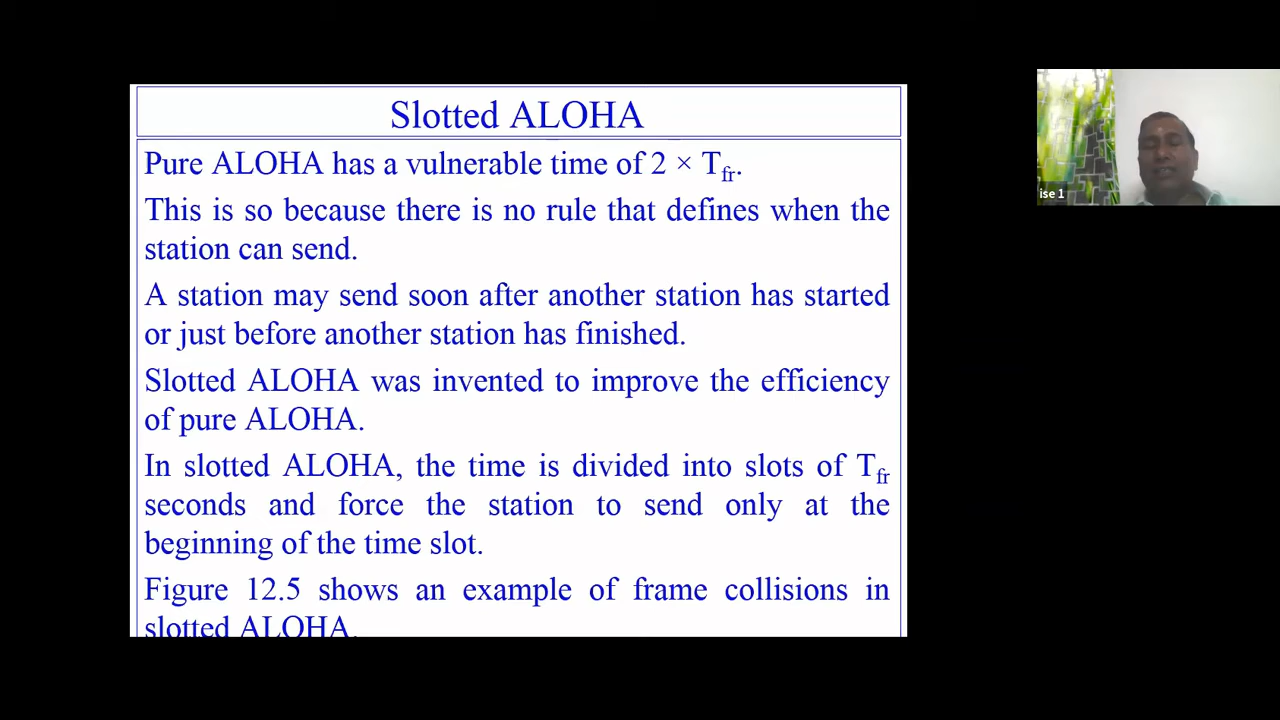 Slotted ALOHA
Pure ALOHA has a vulnerable time of 2 × Tfr.
This is so because there is no rule that defines when the
station can send.
A station may send soon after another station has started
or just before another station has finished.
Slotted ALOHA was invented to improve the efficiency
of pure ALOHA.
In slotted ALOHA, the time is divided into slots of Tfr
seconds and force the station to send only at the
beginning of the time slot.
Figure 12.5 shows an example of frame collisions in
slotted ALOHA.
ise 1